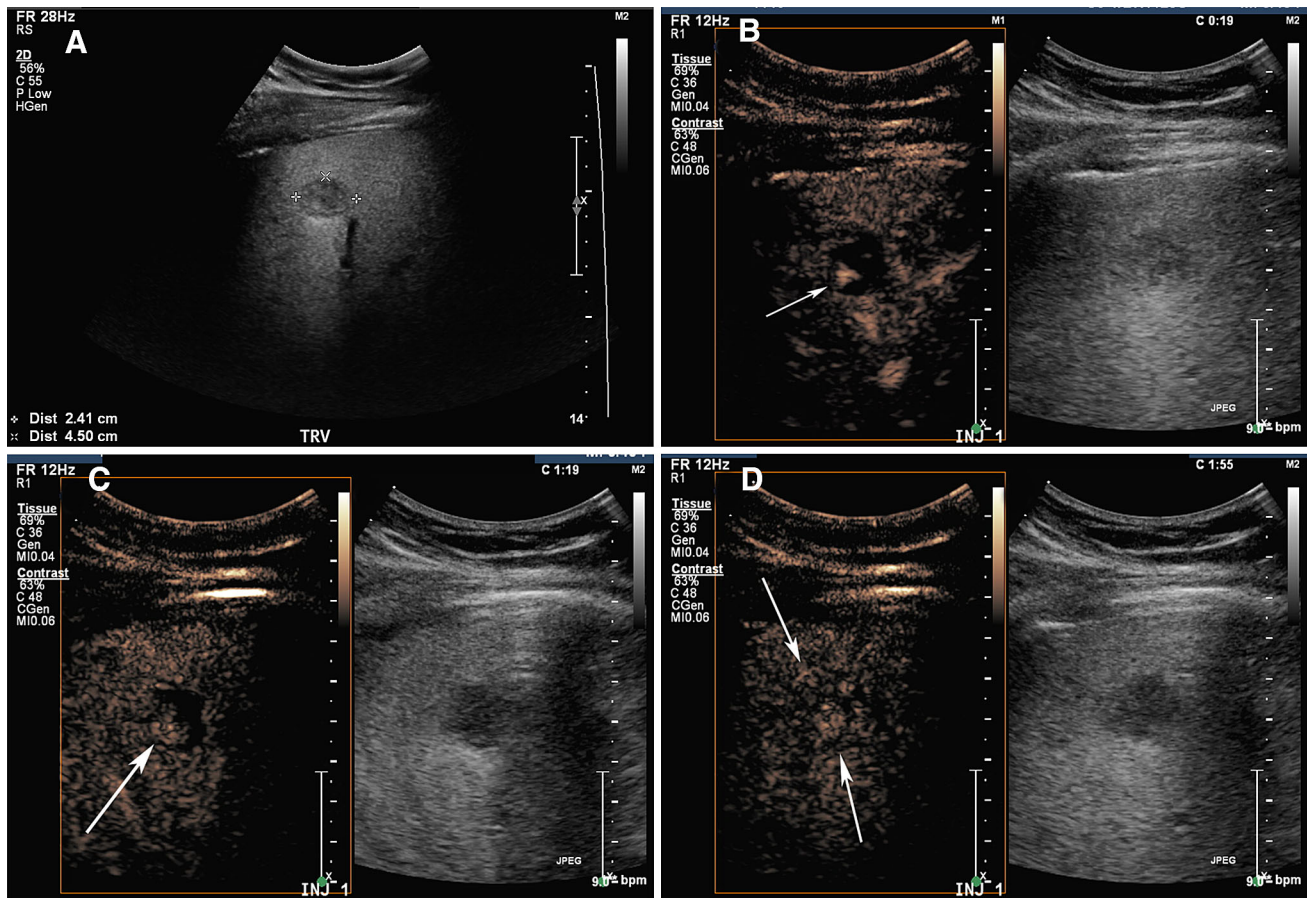 FR 28Hz
RS
A
M2
2D
56%
C 55
P Low
HGen
X
14
Dist 2.41 cm
Dist 4.50 cm
TRV
FR 12Hz
R1
B
M1
C 0:19
M2
Tissue
69%
C 36
Gen
MI0.04
Contrast
63%
C 48
CGen
MI0.06
JPEG
X
INJ 1
X
bpm
FR 12Hz
R1
C
C 1:19
M2
Tissue
69%
C 36
Gen
MI0.04
Contrast
63%
C 48
CGen
MI0.06
JPEG
X
INJ 1
X
bpm
FR 12Hz
R1
D
C 1:55
M2
Tissue
69%
C 36
Gen
MI0.04
Contrast
63%
C 48
CGen
MI0.06
JPEG
X
INJ 1
X
bpm